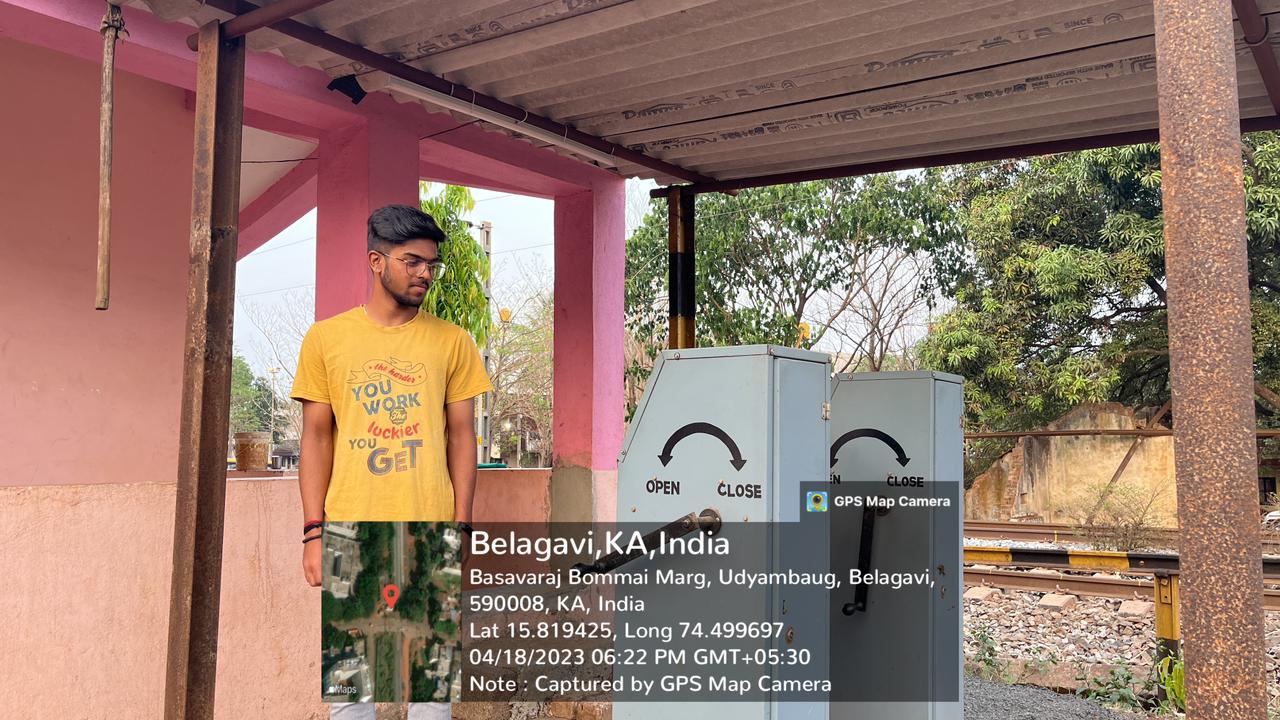 SINCE
the harder
YOU
WORK
The
luckier
YOU
GET
OPEN CLOSE
CLOSE
GPS Map Camera
Belagavi,KA,India
Basavaraj Bommai Marg, Udyambaug, Belagavi,
590008, KA, India
Lat 15.819425, Long 74.499697
04/18/2023 06:22 PM GMT+05:30
Note : Captured by GPS Map Camera
Maps